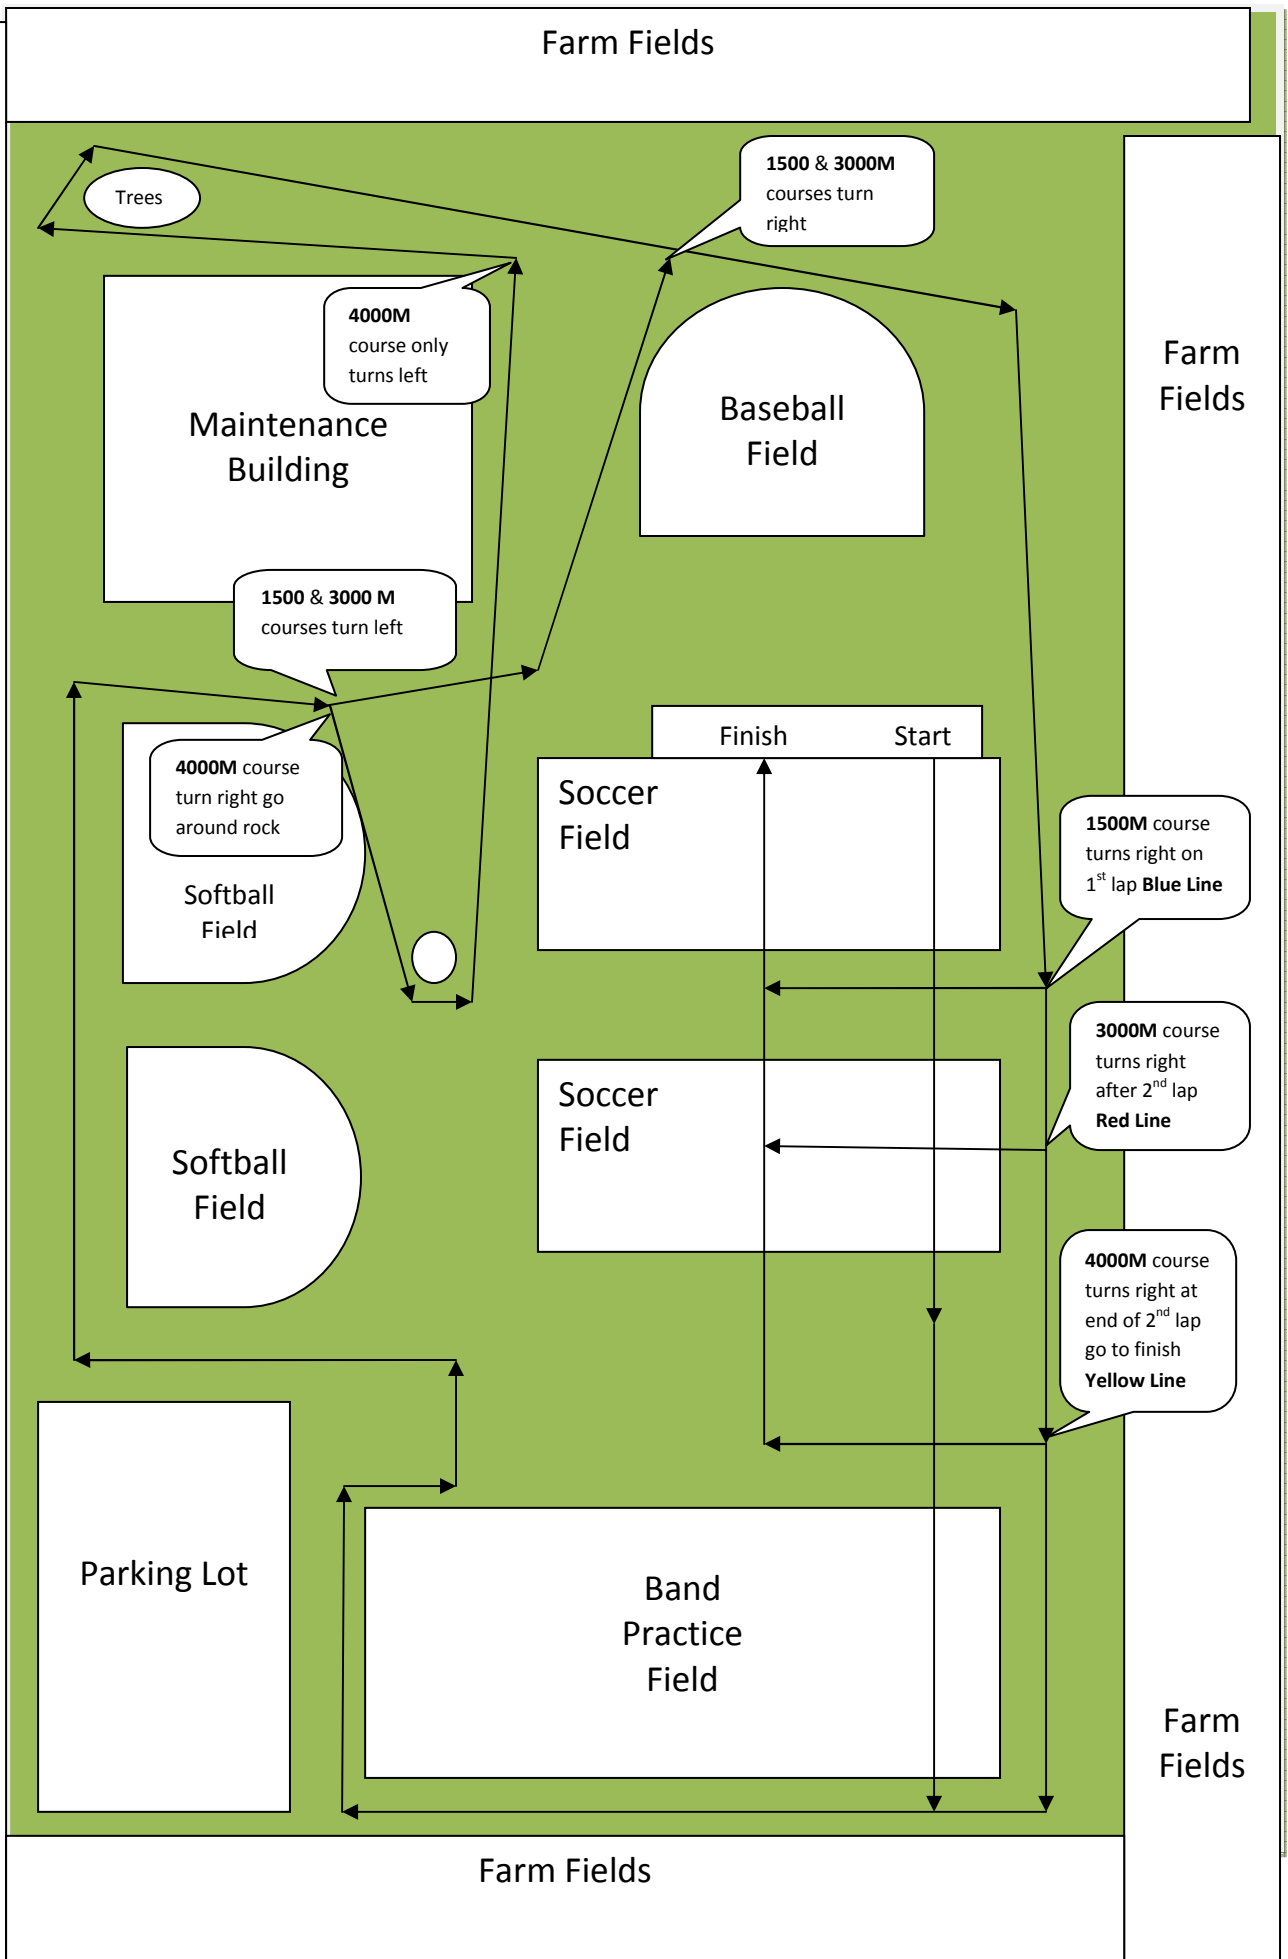 Farm Fields
1500 & 3000M
courses turn
right
Trees
4000M
course only
turns left
Farm
Fields
Maintenance
Building
Baseball
Field
1500 & 3000 M
courses turn left
Finish
Start
4000M course
turn right go
around rock
Softball
Field
Soccer
Field
1500M course
turns right on
1st lap Blue Line
3000M course
turns right
after 2nd lap
Red Line
Soccer
Field
Softball
Field
4000M course
turns right at
end of 2nd lap
go to finish
Yellow Line
Parking Lot
Band
Practice
Field
Farm
Fields
Farm Fields